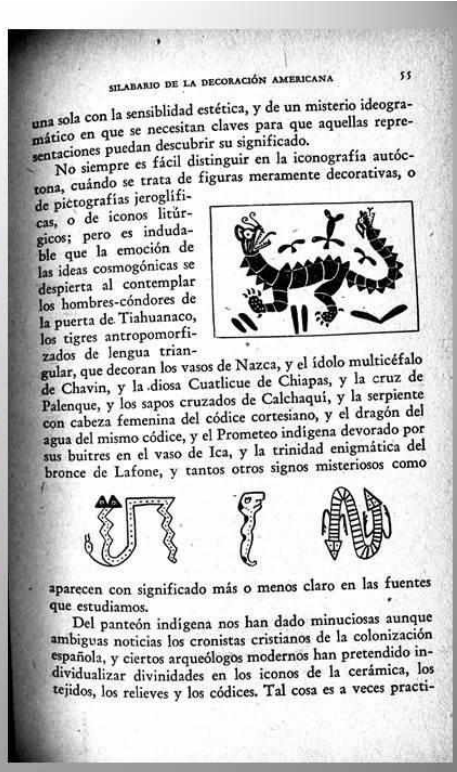 SILABARIO DE LA DECORACIÓN AMERICANA 55
una sola con la sensiblidad estética, y de un misterio ideogra-
mático en que se necesitan claves para que aquellas repre-
sentaciones puedan descubrir su significado.
No siempre es fácil distinguir en la iconografía autóc-
tona, cuándo se trata de figuras meramente decorativas, o
de pictografías jeroglífi-
cas, o de iconos litúr-
gicos; pero es induda-
ble que la emoción de
las ideas cosmogónicas se
despierta al contemplar
los hombres-cóndores de
la puerta de Tiahuanaco,
los tigres antropomorfi-
zados de lengua trian-
gular, que decoran los vasos de Nazca, y el ídolo multicéfalo
de Chavin, y la diosa Cuatlicue de Chiapas, y la cruz de
Palenque, y los sapos cruzados de Calchaquí, y la serpiente
con cabeza femenina del códice cortesiano, y el dragón del
agua del mismo códice, y el Prometeo indígena devorado por
sus buitres en el vaso de Ica, y la trinidad enigmática del
bronce de Lafone, y tantos otros signos misteriosos como
aparecen con significado más o menos claro en las fuentes
que estudiamos.
Del panteón indígena nos han dado minuciosas aunque
ambiguas noticias los cronistas cristianos de la colonización
española, y ciertos arqueólogos modernos han pretendido in-
dividualizar divinidades en los iconos de la cerámica, los
tejidos, los relieves y los códices. Tal cosa es a veces practi-